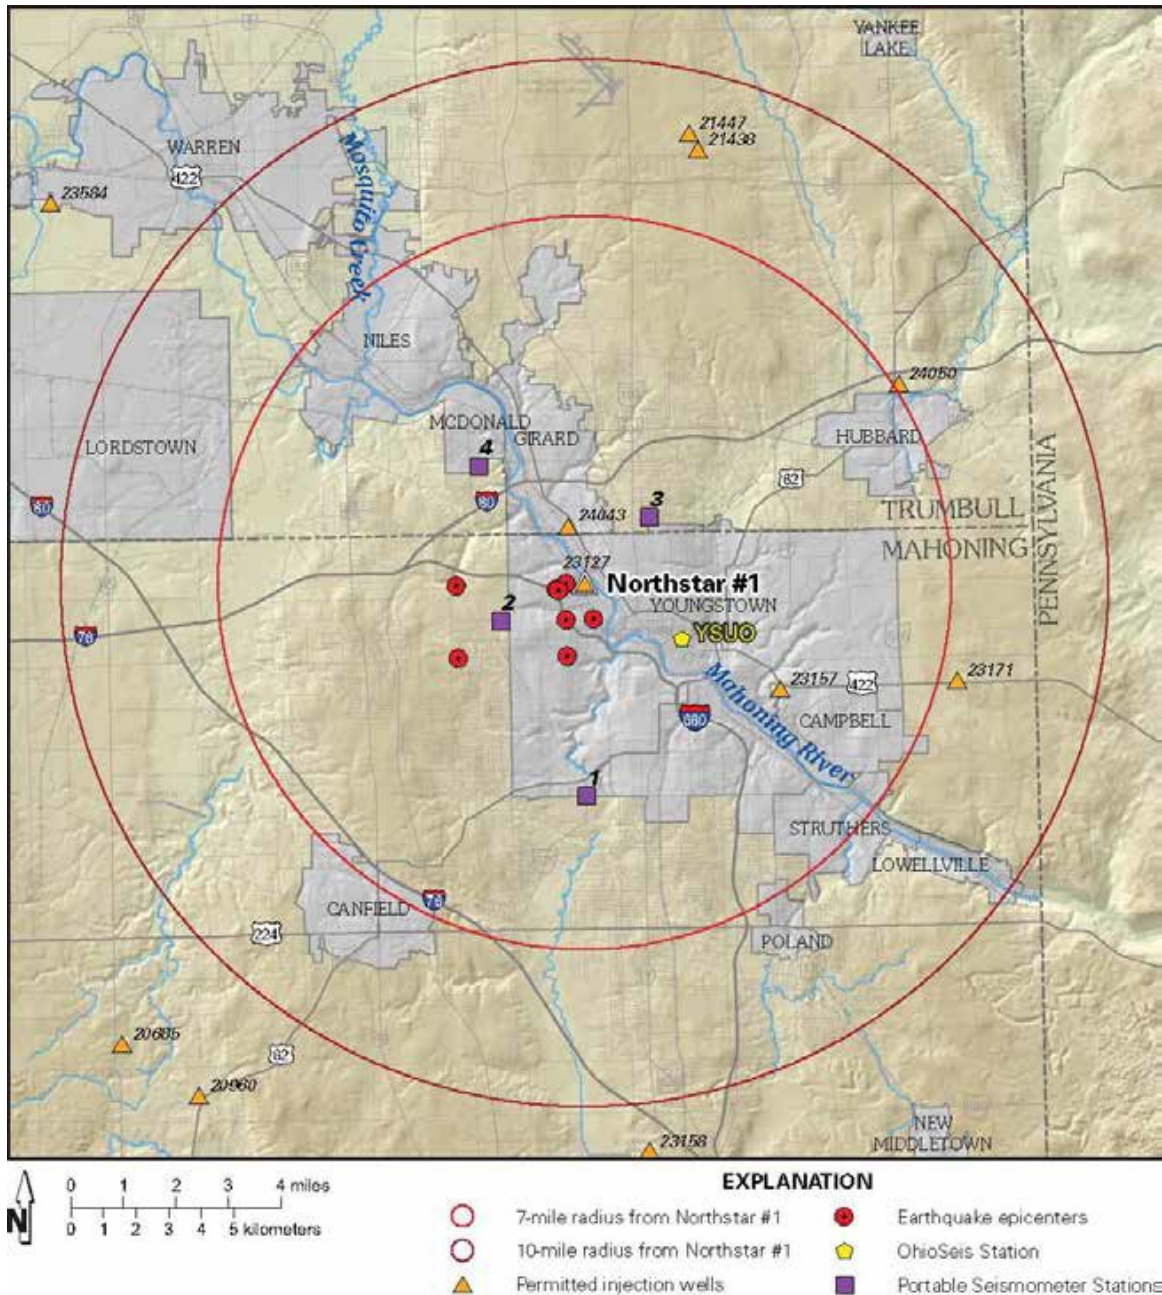 YANKEE
LAKE
21447
21438
WARREN
422
Mosquito Creek
23584
NILES
24050
MCDONALD
GIRARD
HUBBARD
LORDSTOWN
4
62
80
80
3
TRUMBULL
PENNSYLVANIA
24043
MAHONING
23127
Northstar #1
2
YOUNGSTOWN
YSUO
76
23157
422
23171
Mahoning River
680
CAMPBELL
1
STRUTHERS
LOWELLVILLE
76
CANFIELD
224
POLAND
20685
62
20960
23158
NEW
MIDDLETOWN
N
0 1 2 3 4 miles
0 1 2 3 4 5 kilometers
EXPLANATION
7-mile radius from Northstar #1
Earthquake epicenters
10-mile radius from Northstar #1
OhioSeis Station
Permitted injection wells
Portable Seismometer Stations